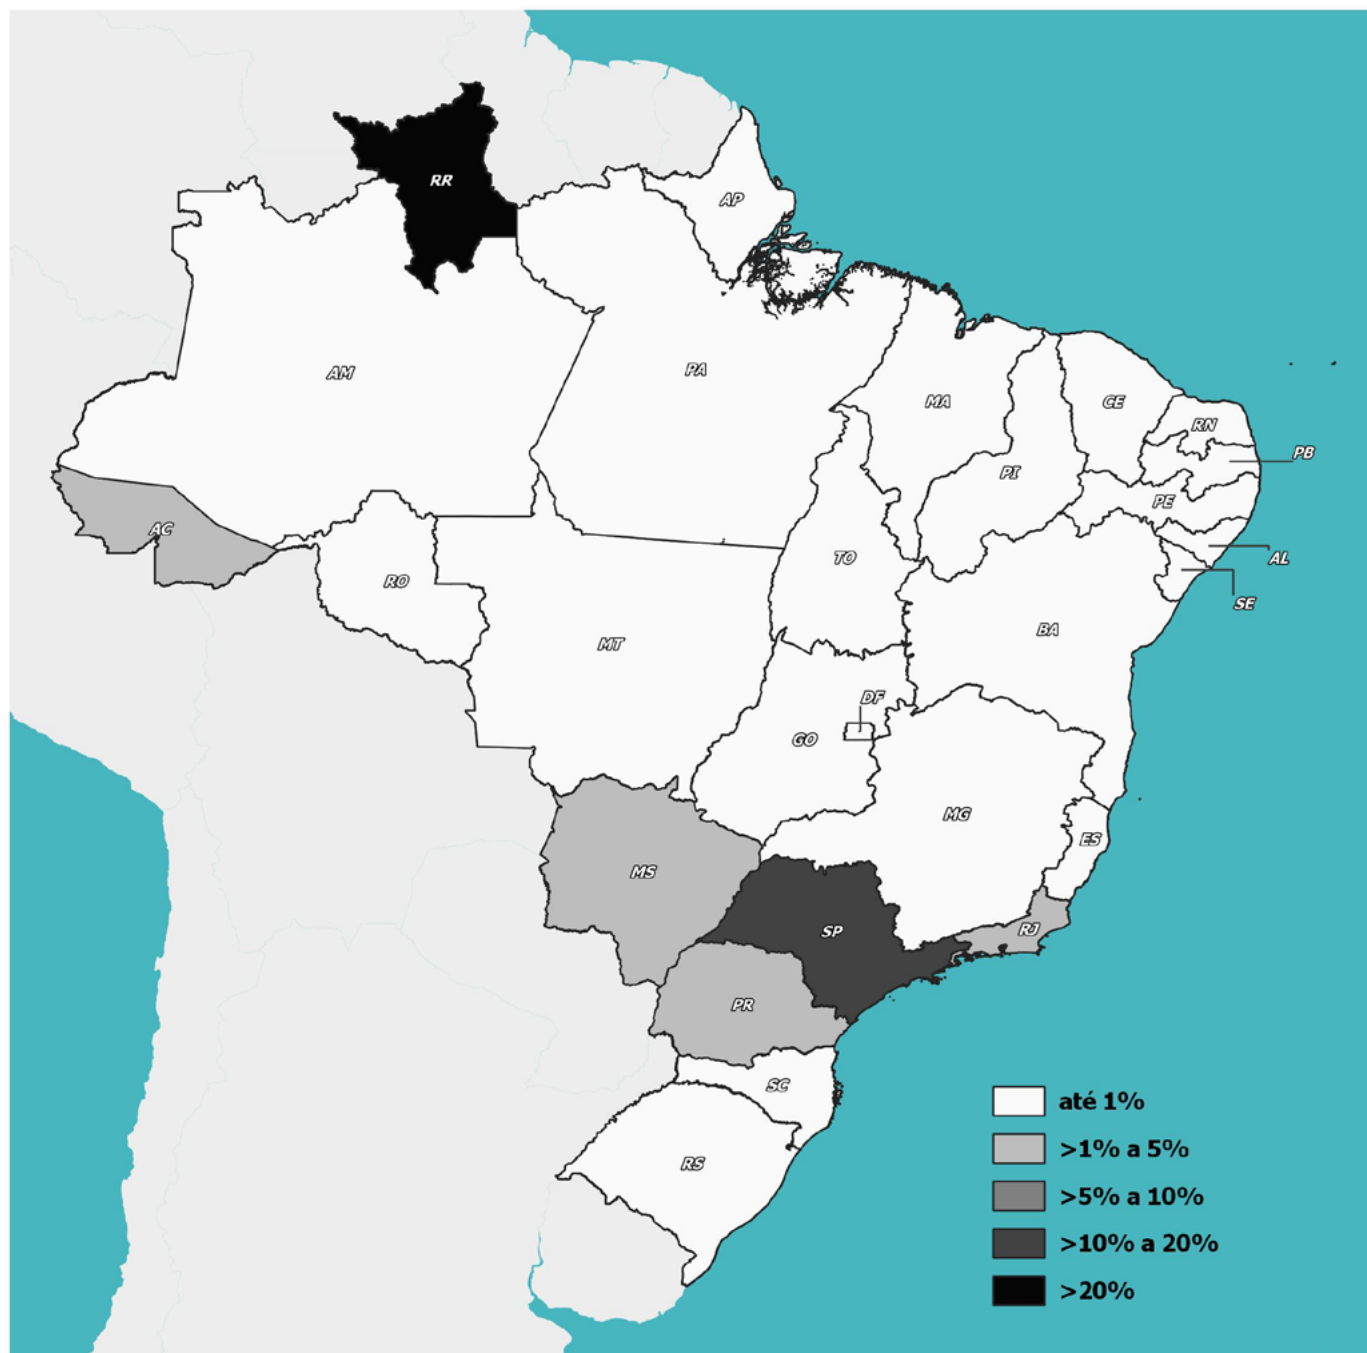 RR
AP
AM
PA
MA
CE
RN
PB
PI
PE
AC
TO
AL
RO
SE
BA
MT
DF
GO
MG
ES
MS
SP
RJ
PR
SC
RS
até 1%
>1% a 5%
>5% a 10%
>10% a 20%
>20%